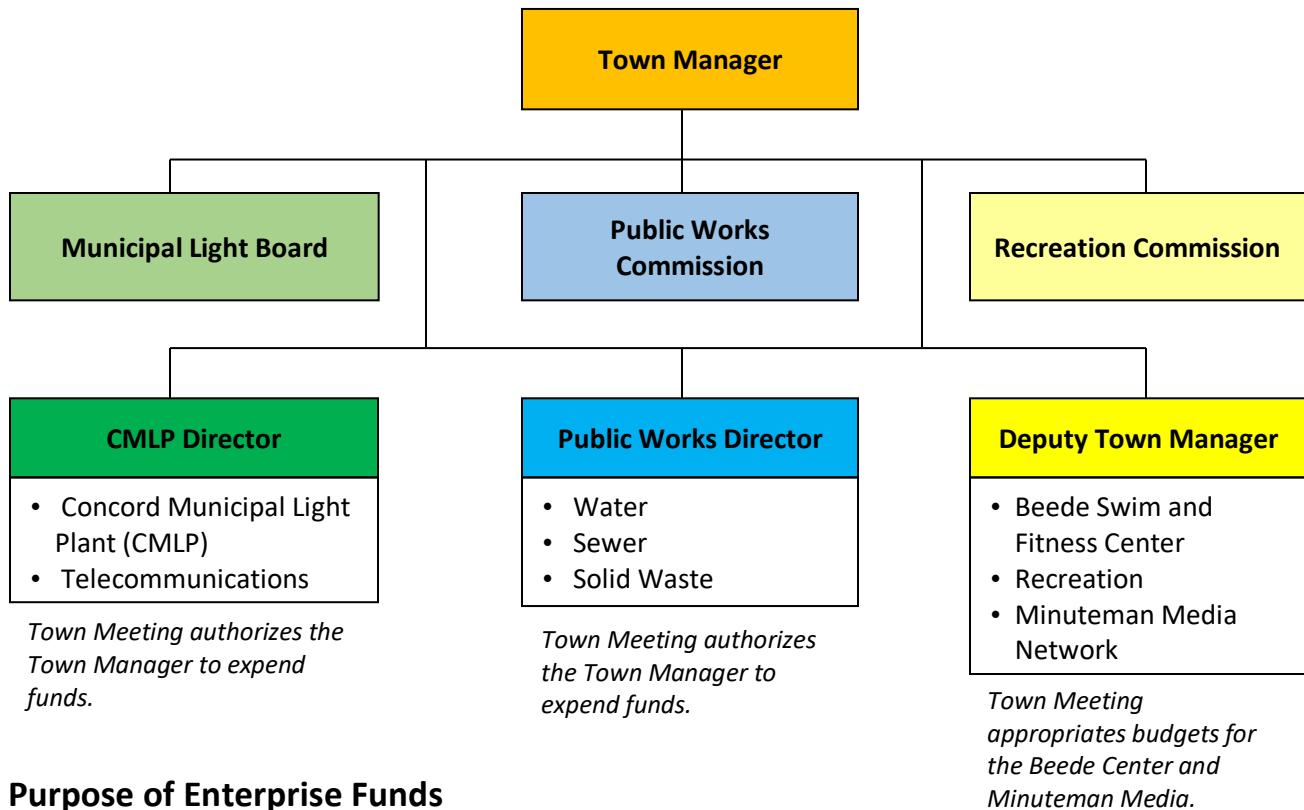 Town Manager
Municipal Light Board
Public Works
Commission
Recreation Commission
CMLP Director
• Concord Municipal Light
Plant (CMLP)
• Telecommunications
Town Meeting authorizes the
Town Manager to expend
funds.
Public Works Director
• Water
• Sewer
• Solid Waste
Town Meeting authorizes
the Town Manager to
expend funds.
Deputy Town Manager
• Beede Swim and
Fitness Center
• Recreation
• Minuteman Media
Network
Town Meeting
appropriates budgets for
the Beede Center and
Minuteman Media.
Purpose of Enterprise Funds